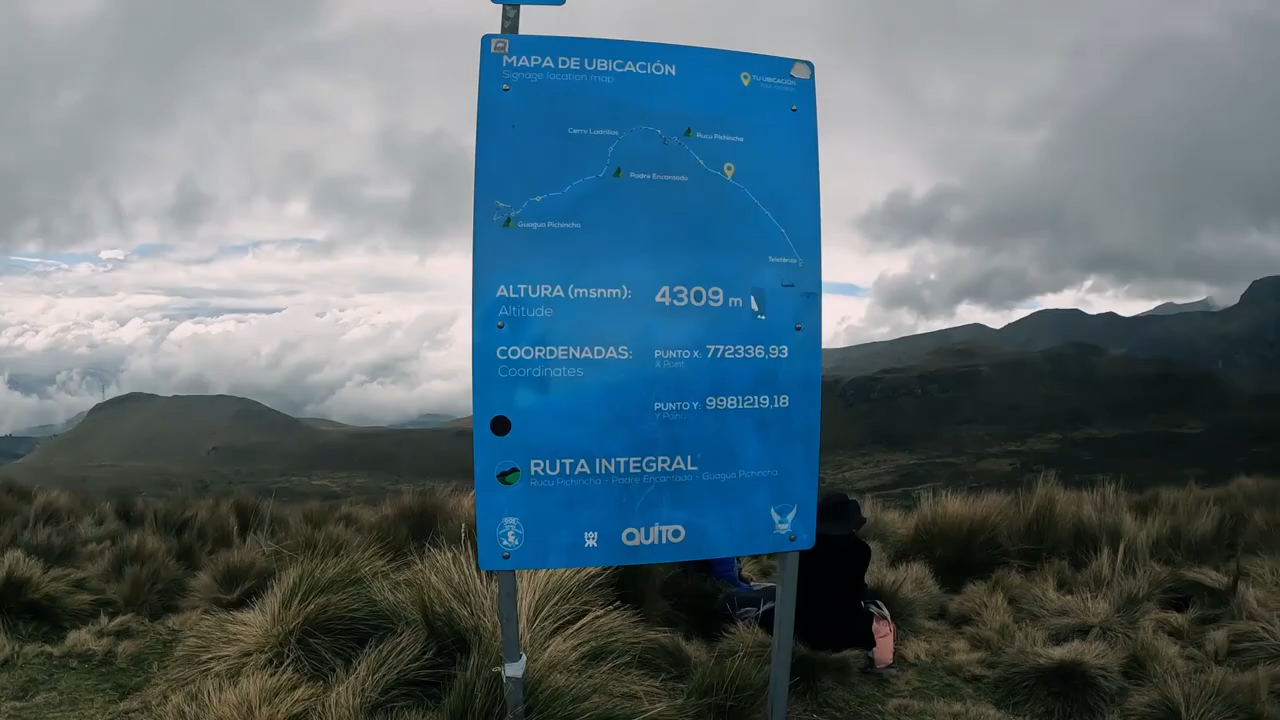 MAPA DE UBICACIÓN
Signage location map
TU UBICACIÓN
Cerro Ladrillos
Rucu Pichincha
Padre Encantado
Guagua Pichincha
Teleférico
ALTURA (msnm): 4309 m
Altitude
COORDENADAS: PUNTO X: 772336,93
Coordinates X Point
PUNTO Y: 9981219,18
Y Point
RUTA INTEGRAL
Rucu Pichincha - Padre Encantado - Guagua Pichincha
QUITO